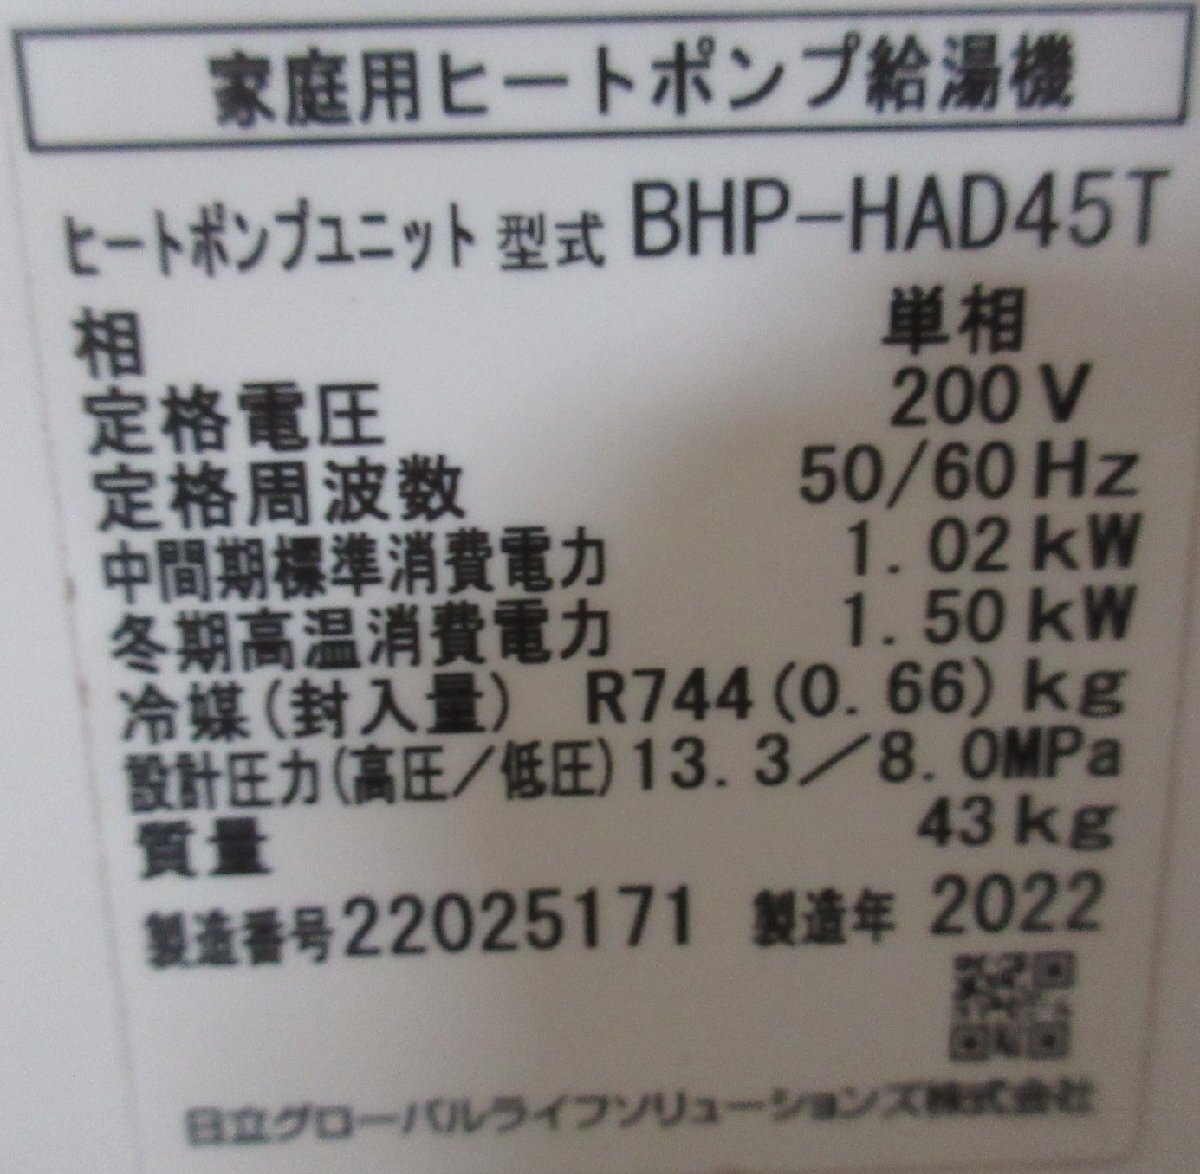 家庭用ヒートポンプ給湯機
ヒートポンプユニット 型式 BHP-HAD45T
相 単相
定格電圧 200V
定格周波数 50/60Hz
中間期標準消費電力 1.02kW
冬期高温消費電力 1.50kW
冷媒(封入量) R744(0.66)kg
設計圧力(高圧/低圧)13.3/8.0MPa
質量 43kg
製造番号22025171 製造年 2022
日立グローバルライフソリューションズ株式会社